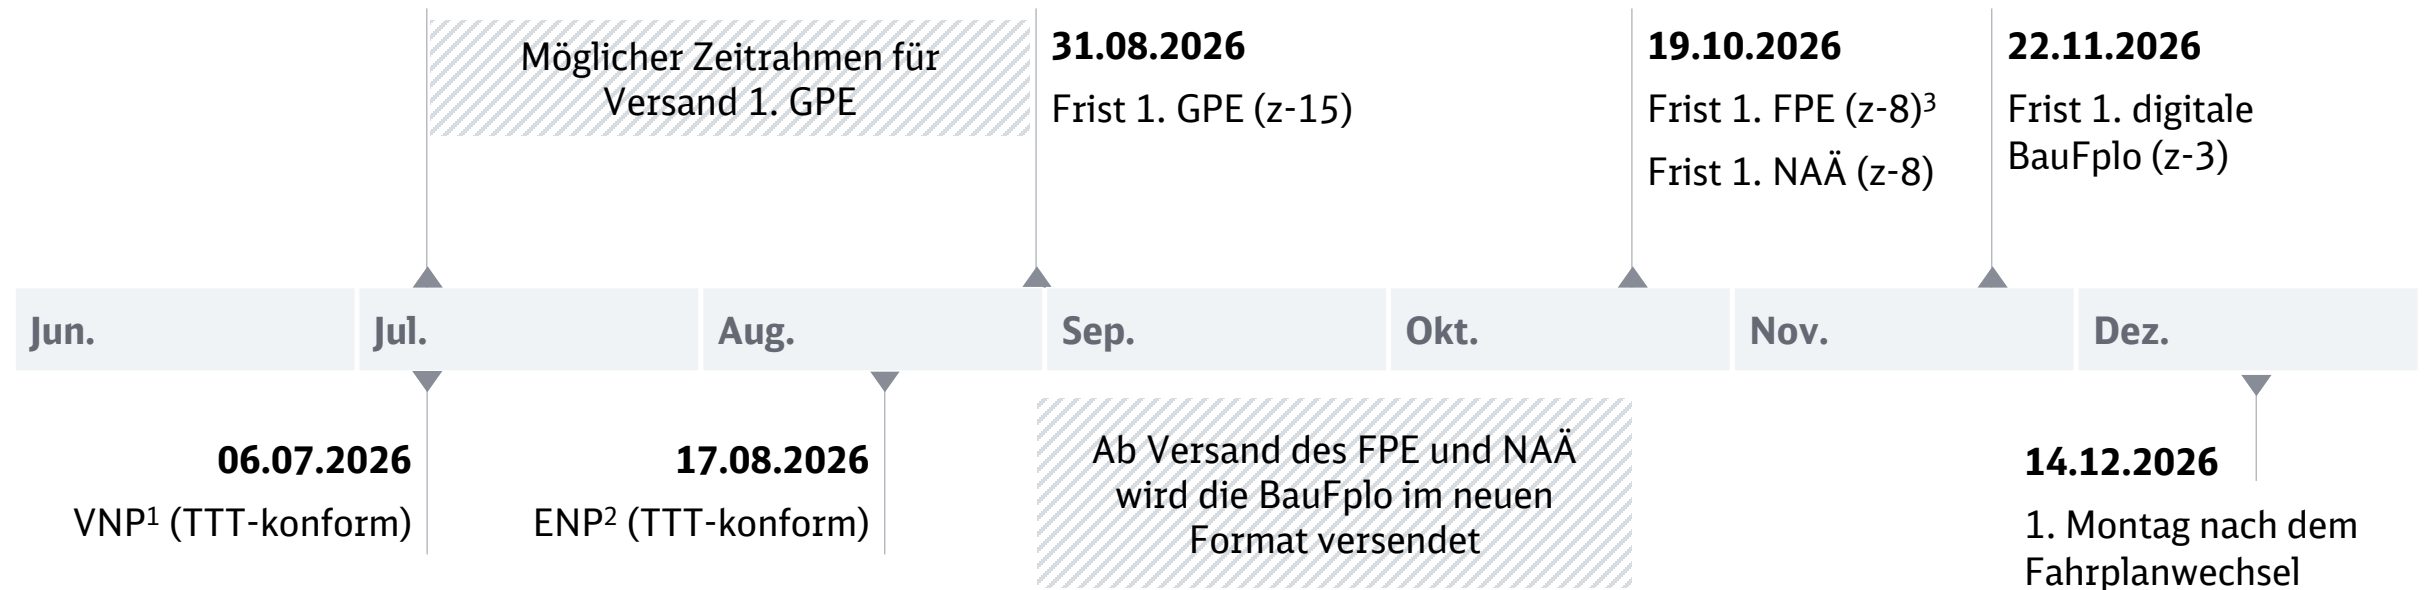 Möglicher Zeitrahmen für
Versand 1. GPE
31.08.2026
Frist 1. GPE (z-15)
19.10.2026
Frist 1. FPE (z-8)³
Frist 1. NAÄ (z-8)
22.11.2026
Frist 1. digitale
BauFplo (z-3)
Jun.
Jul.
Aug.
Sep.
Okt.
Nov.
Dez.
06.07.2026
VNP¹ (TTT-konform)
17.08.2026
ENP² (TTT-konform)
Ab Versand des FPE und NAÄ
wird die BauFplo im neuen
Format versendet
14.12.2026
1. Montag nach dem
Fahrplanwechsel